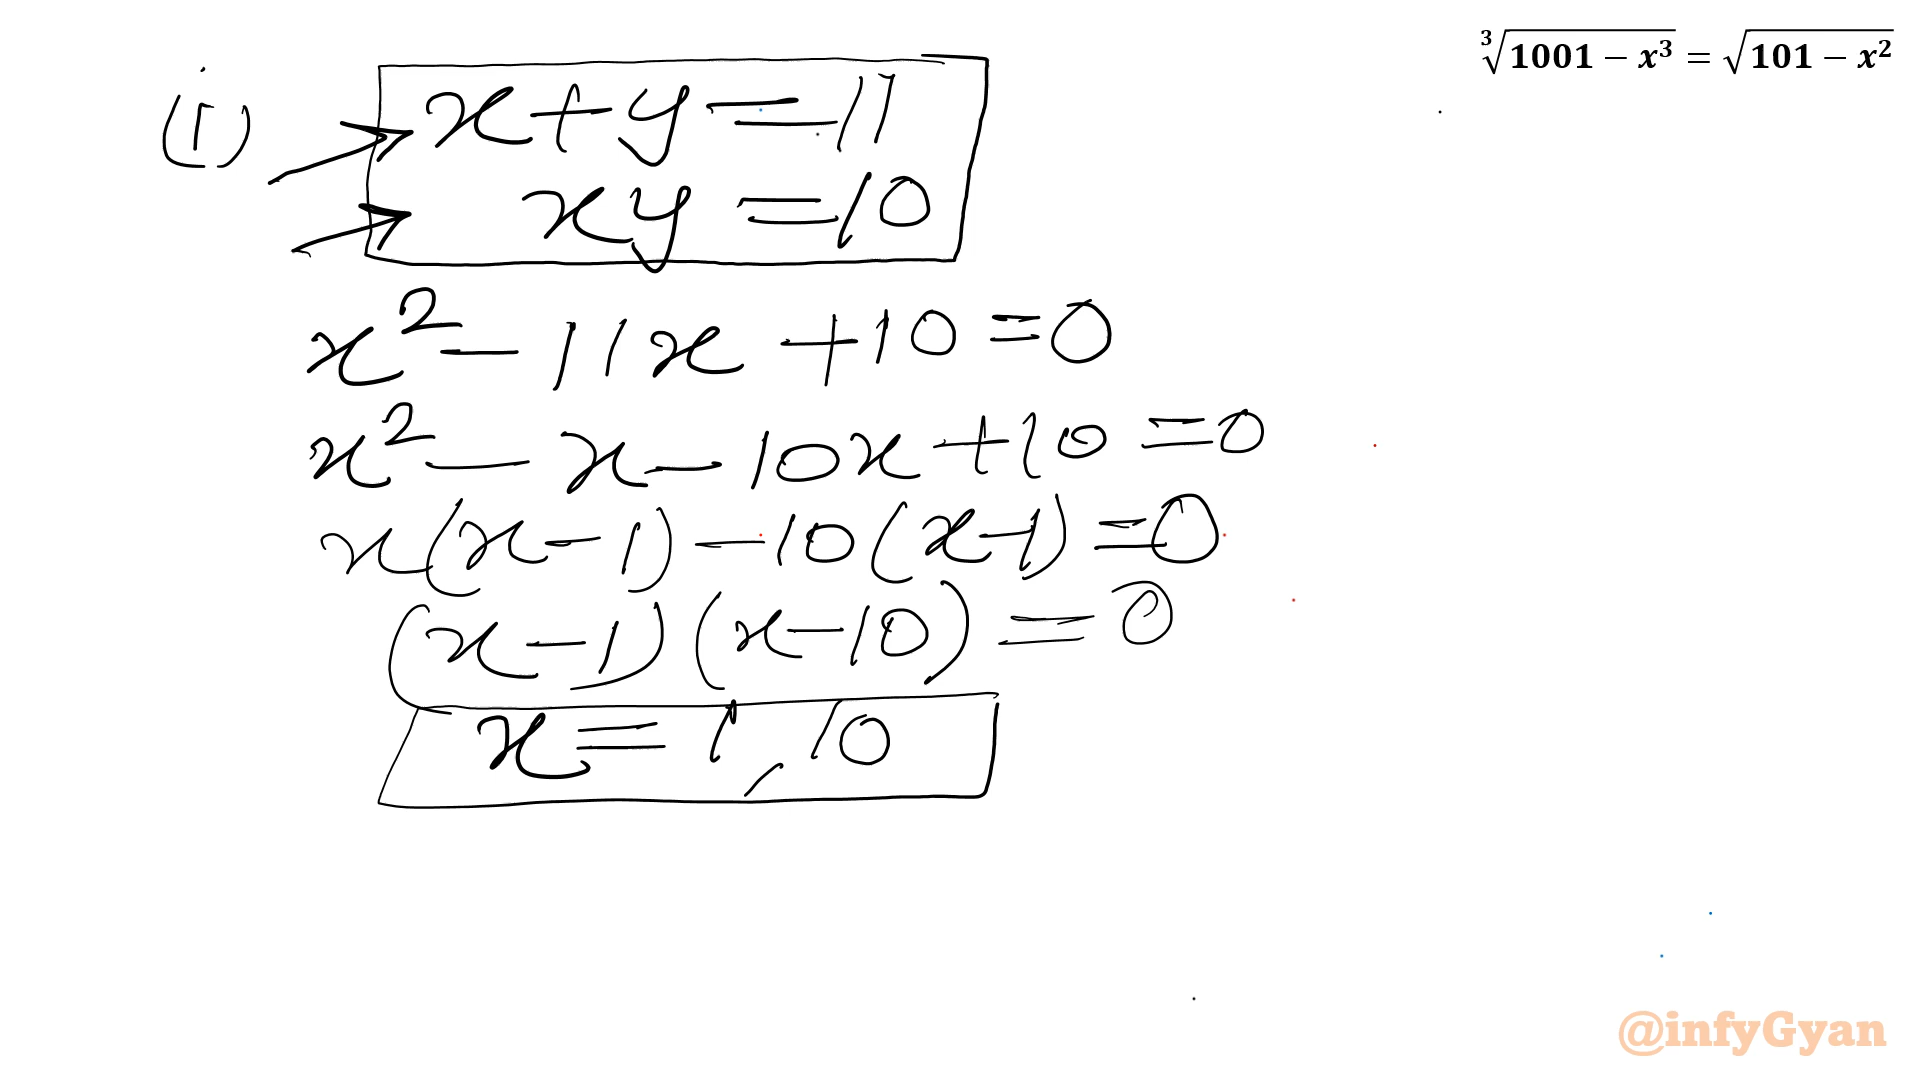 ∛(1001 − x³) = √(101 − x²)
(i) x + y = 11
xy = 10
x² − 11x + 10 = 0
x² − x − 10x + 10 = 0
x(x − 1) − 10(x − 1) = 0
(x − 1)(x − 10) = 0
x = 1, 10
@infyGyan